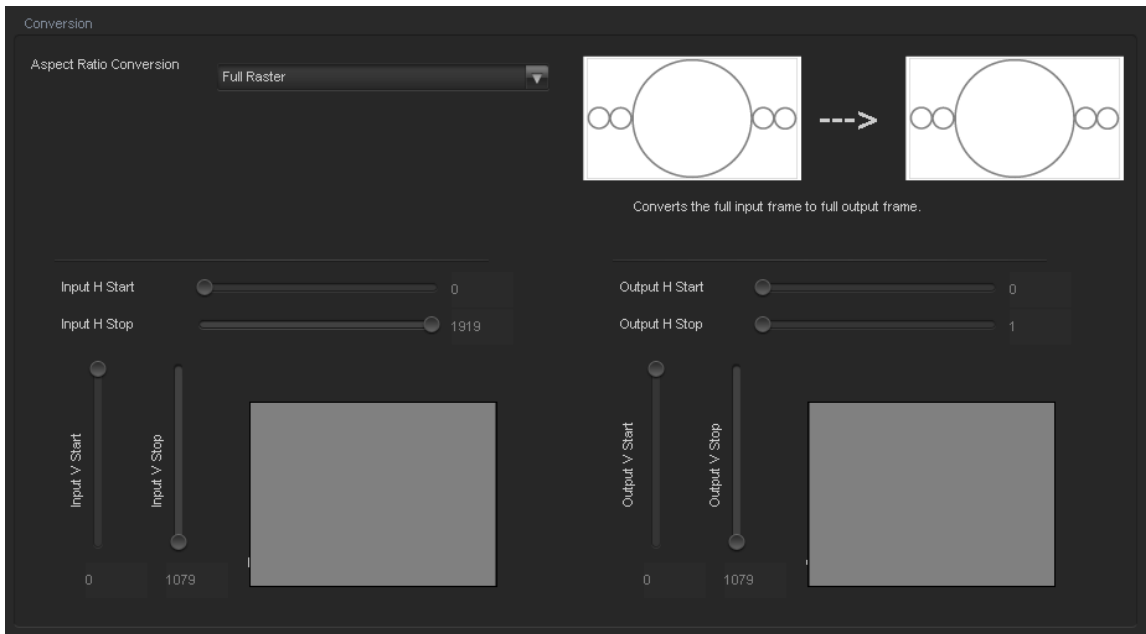 Conversion
Aspect Ratio Conversion
Full Raster
--->
Converts the full input frame to full output frame.
Input H Start
0
Input H Stop
1919
Input V Start
Input V Stop
0
1079
Output H Start
0
Output H Stop
1
Output V Start
Output V Stop
0
1079